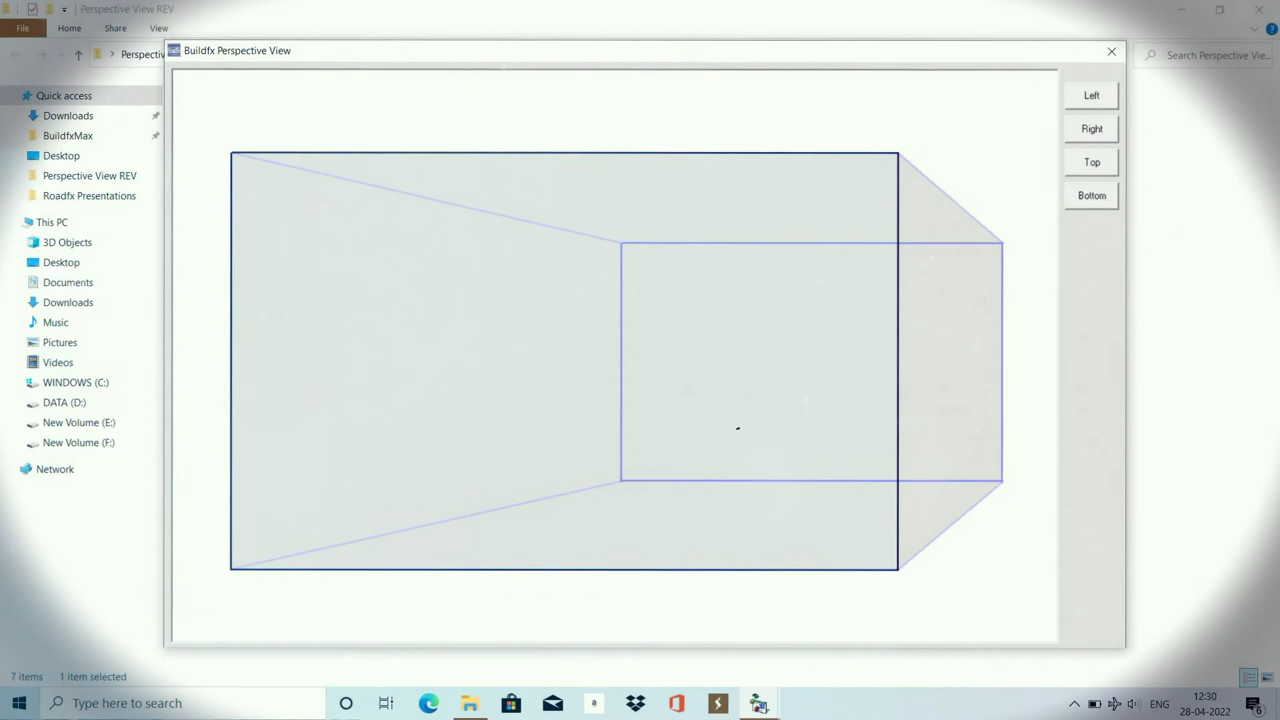 Perspective View REV
File
Home
Share
View
Search Perspective Vie...
Buildfx Perspective View
Left
Right
Top
Bottom
Quick access
Downloads
BuildfxMax
Desktop
Perspective View REV
Roadfx Presentations
This PC
3D Objects
Desktop
Documents
Downloads
Music
Pictures
Videos
WINDOWS (C:)
DATA (D:)
New Volume (E:)
New Volume (F:)
Network
7 items
1 item selected
Type here to search
a
ENG
12:30
28-04-2022
6